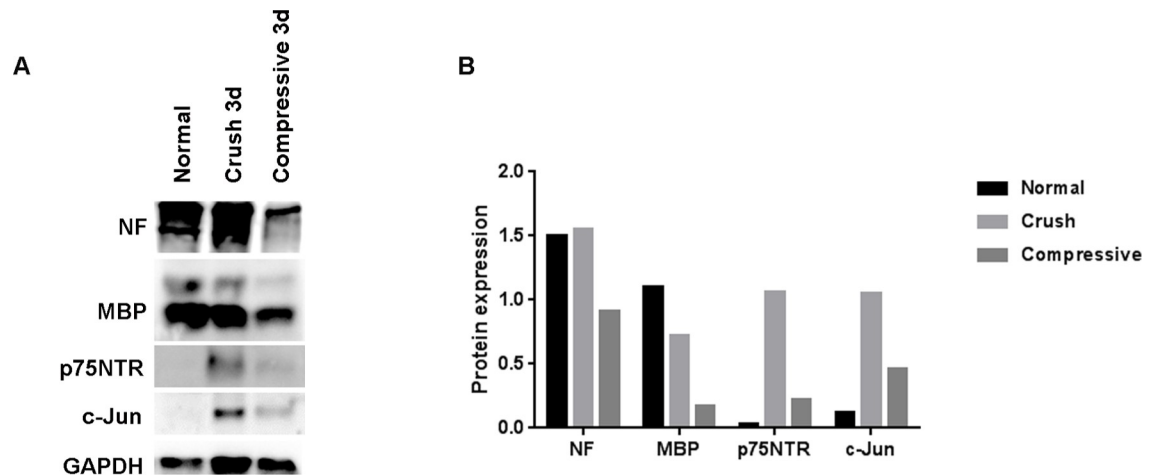 A
Normal
Crush 3d
Compressive 3d
NF
MBP
p75NTR
c-Jun
GAPDH
B
Protein expression
2.0
1.5
1.0
0.5
0.0
NF MBP p75NTR c-Jun
Normal
Crush
Compressive